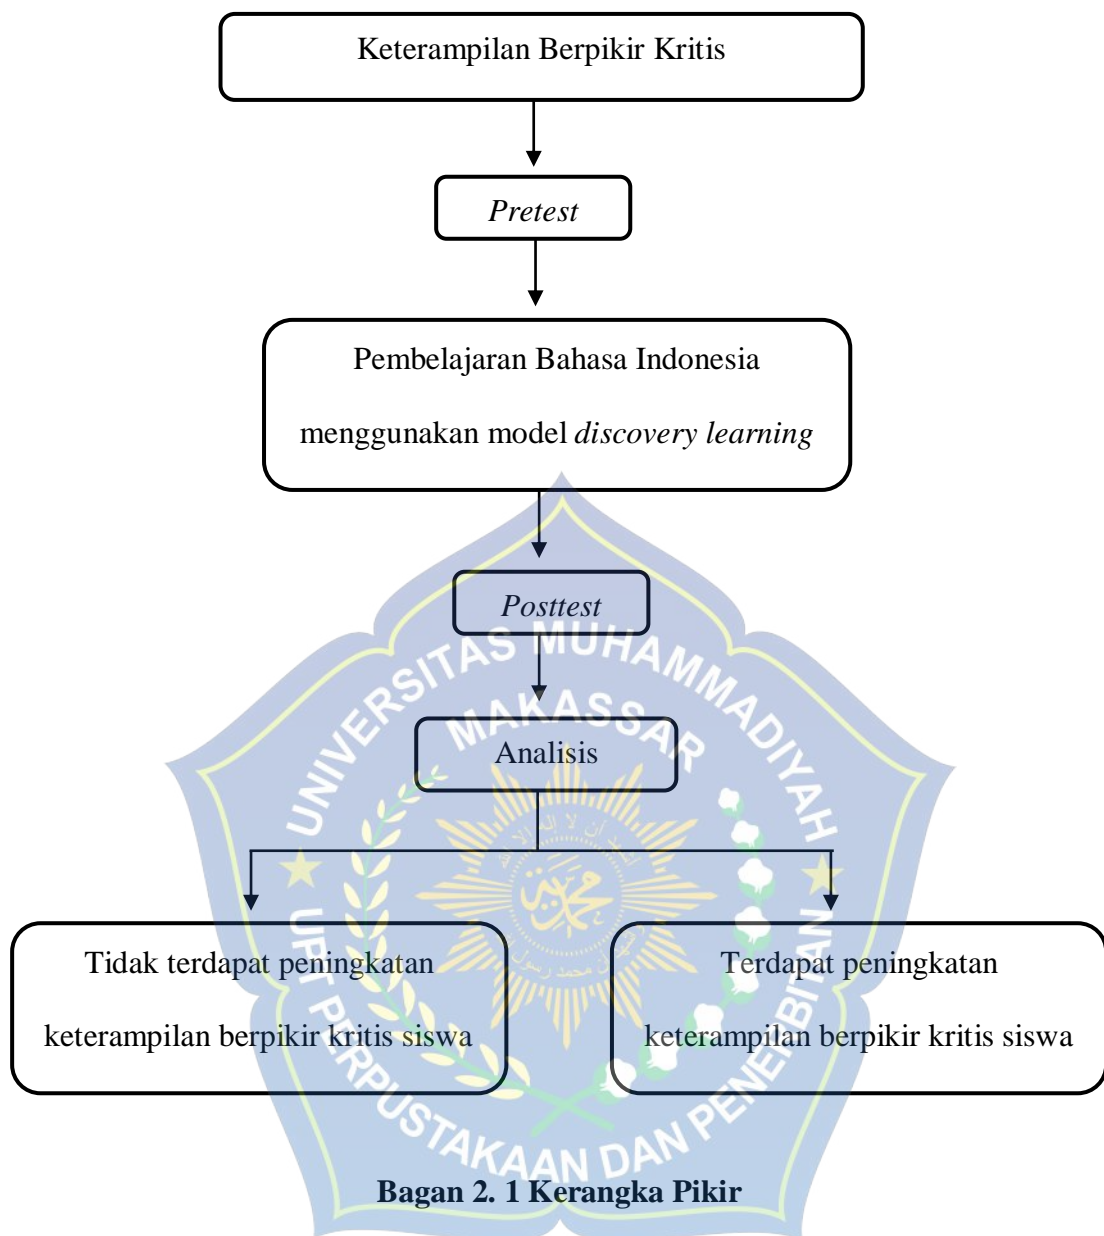 Keterampilan Berpikir Kritis
Pretest
Pembelajaran Bahasa Indonesia
menggunakan model discovery learning
Posttest
UNIVERSITAS MUHAMMADIYAH
MAKASSAR
Analisis
Tidak terdapat peningkatan
keterampilan berpikir kritis siswa
Terdapat peningkatan
keterampilan berpikir kritis siswa
UPT PERPUSTAKAAN DAN PENERBITAN
Bagan 2. 1 Kerangka Pikir